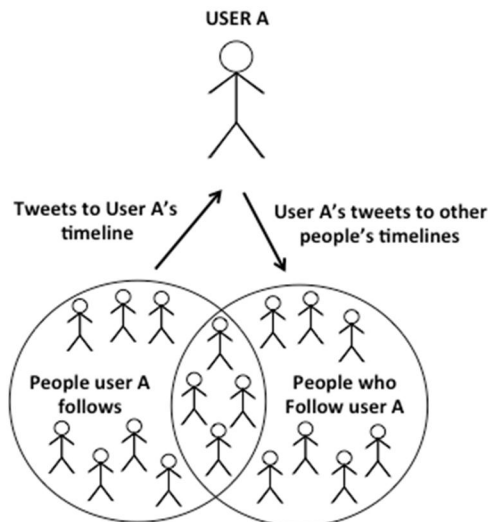 USER A
Tweets to User A's
timeline
User A's tweets to other
people's timelines
People user A
follows
People who
Follow user A